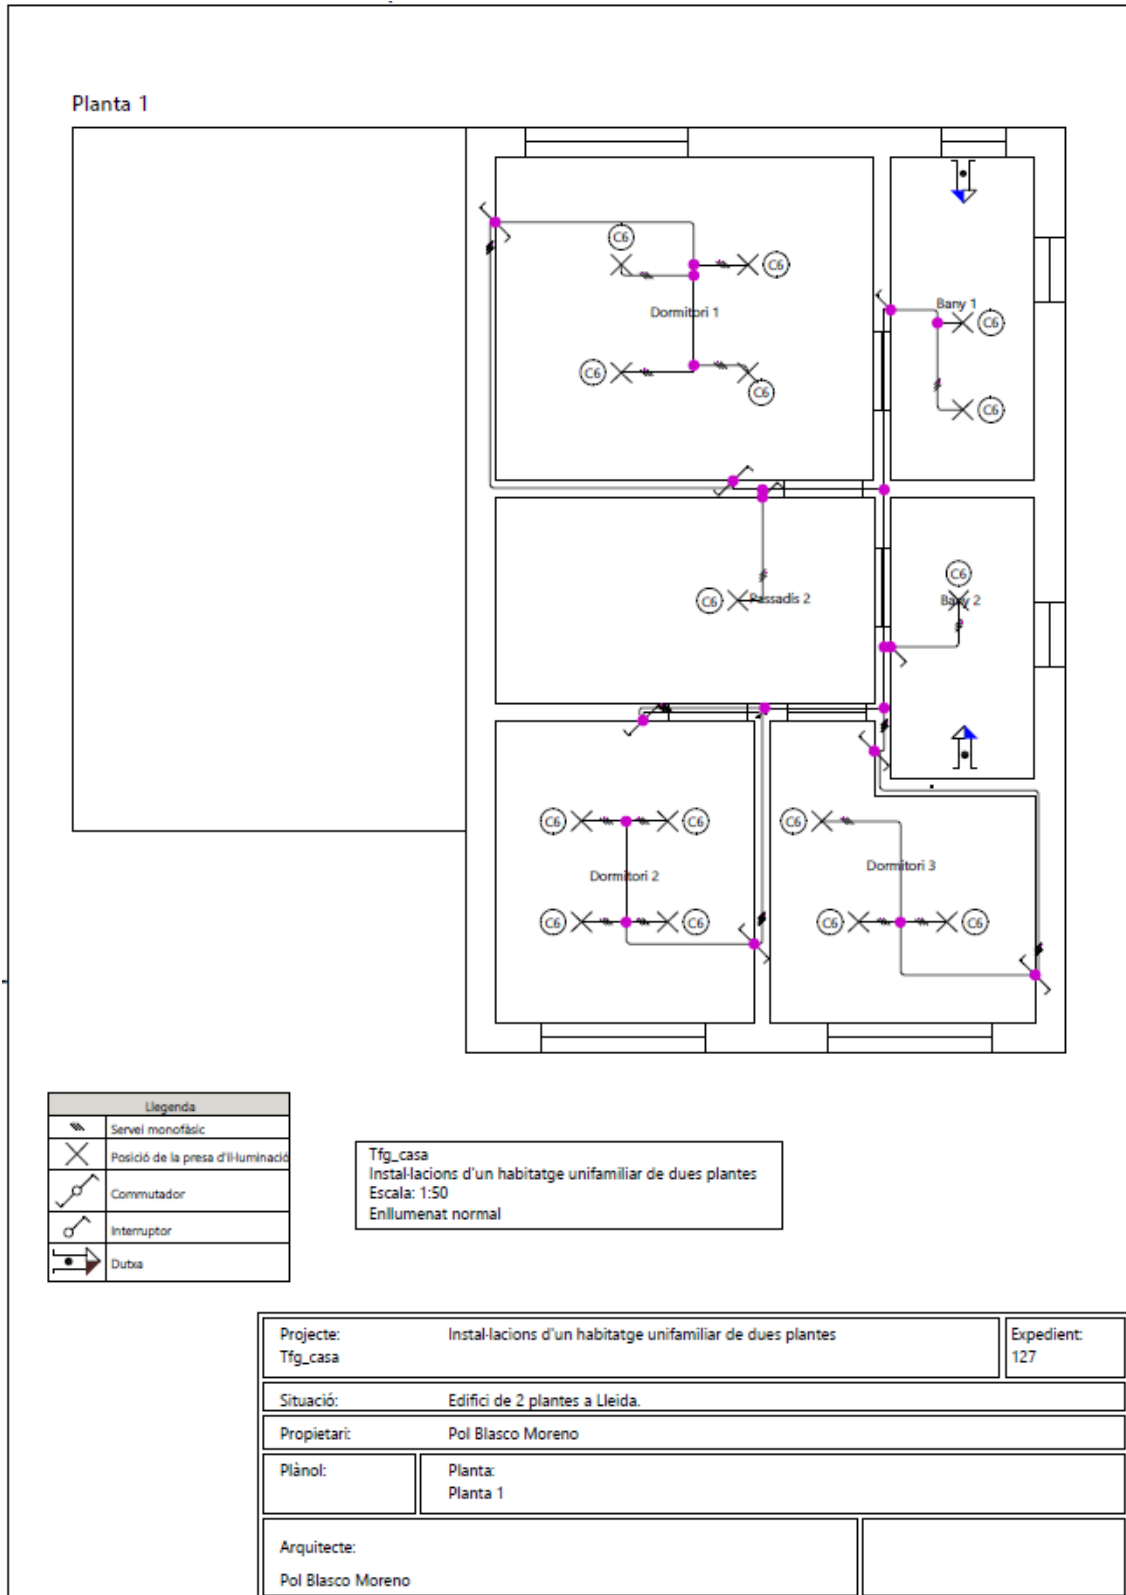 Planta 1
C6
C6
Dormitori 1
Bany 1
C6
C6
C6
C6
C6
Bany 2
C6
Passadís 2
C6
C6
C6
Dormitori 3
Dormitori 2
C6
C6
C6
C6
Llegenda
Servei monofàsic
Posició de la presa d'il·luminació
Commutador
Interruptor
Dutxa
Tfg_casa
Instal·lacions d'un habitatge unifamiliar de dues plantes
Escala: 1:50
Enllumenat normal
Projecte: Instal·lacions d'un habitatge unifamiliar de dues plantes
Tfg_casa
Expedient:
127
Situació: Edifici de 2 plantes a Lleida.
Propietari: Pol Blasco Moreno
Plànol:
Planta:
Planta 1
Arquitecte:
Pol Blasco Moreno